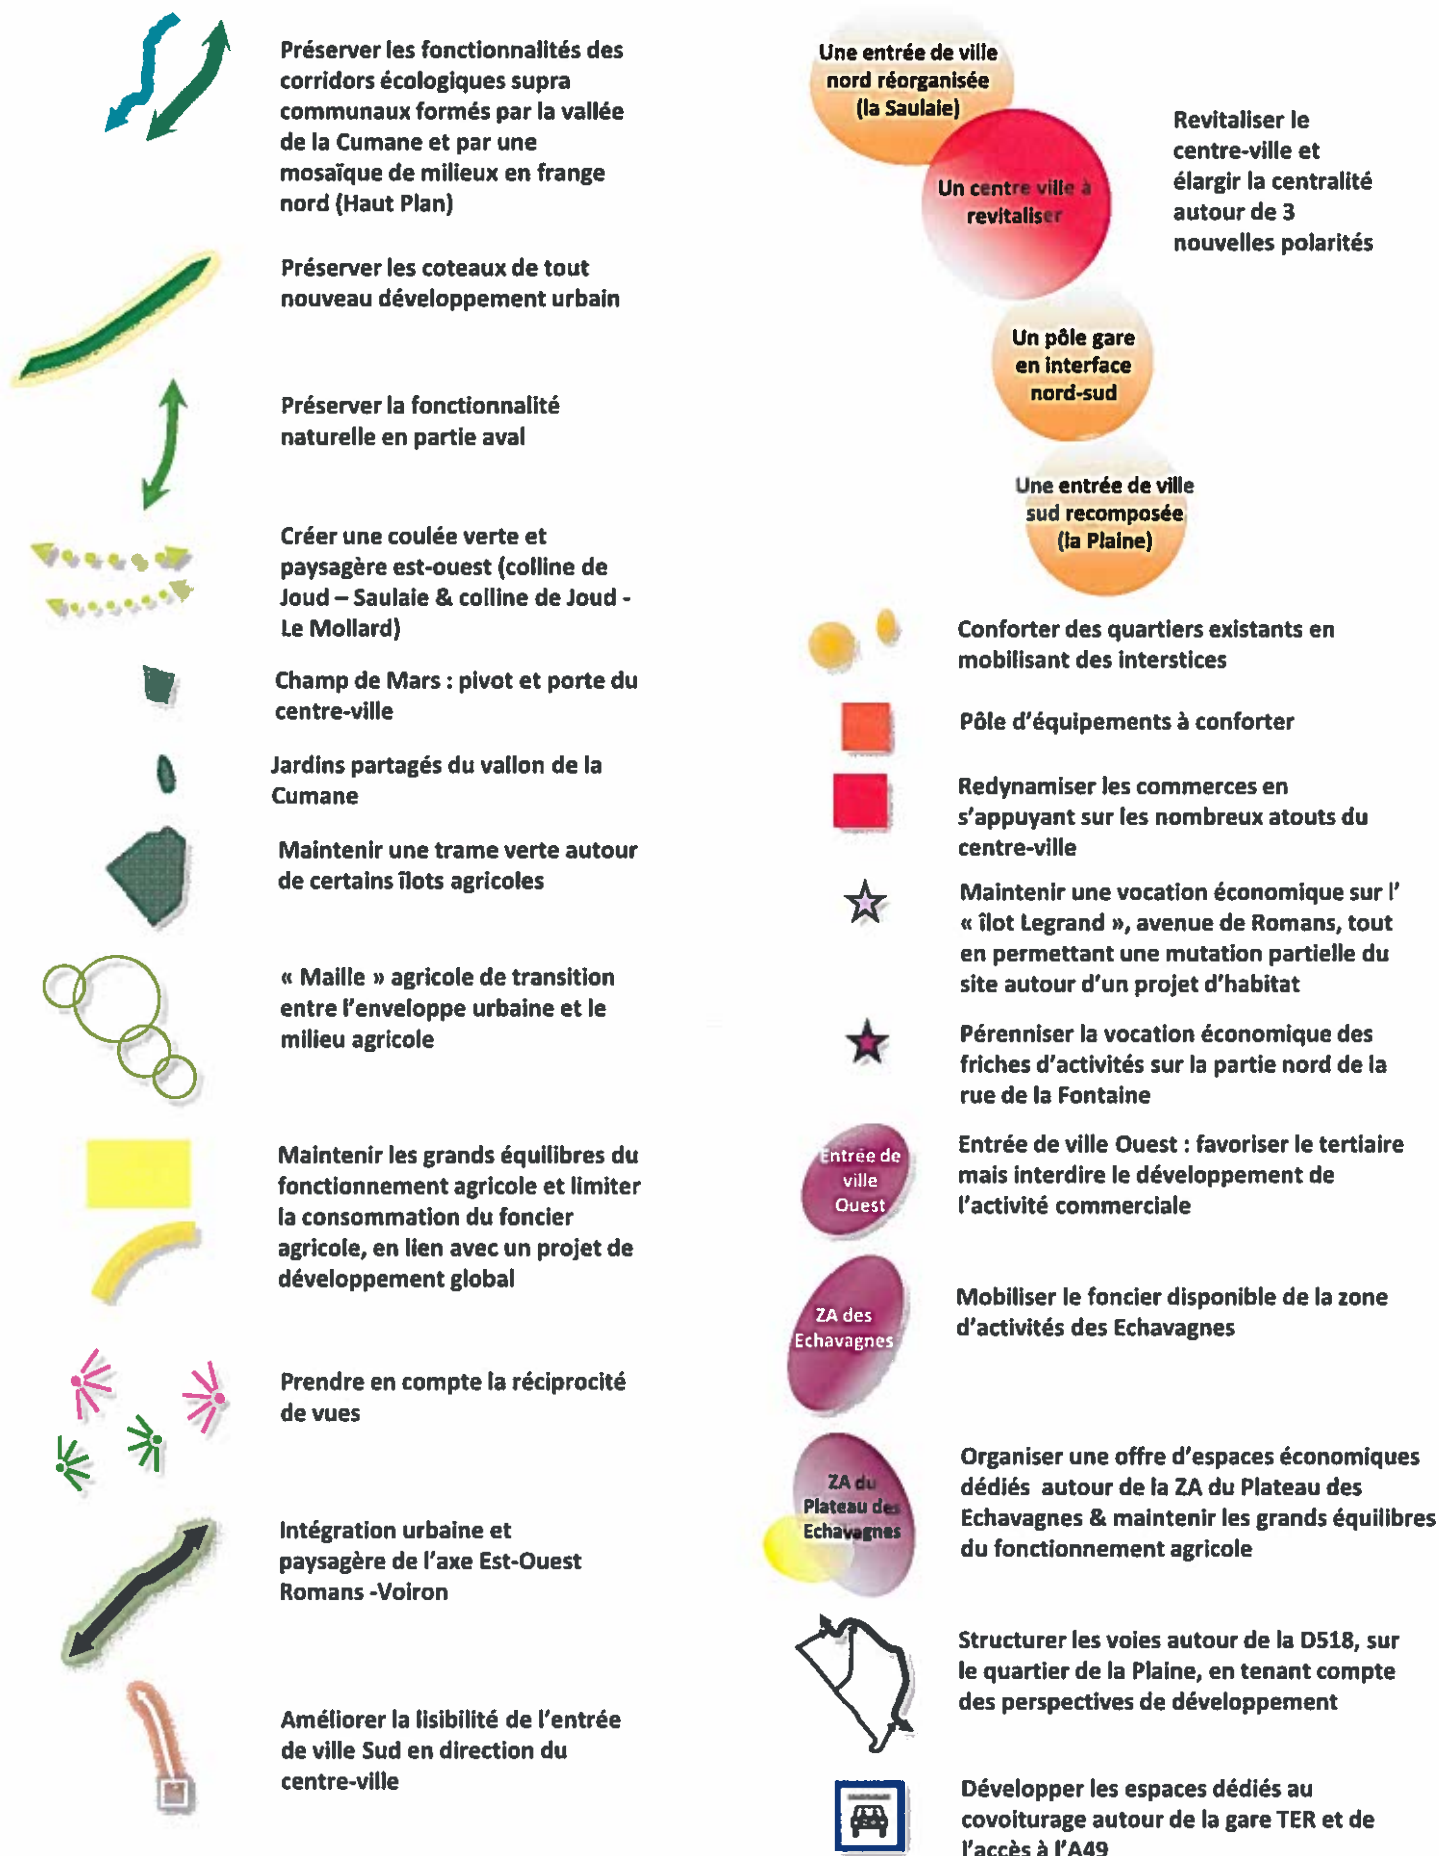 Préserver les fonctionnalités des
corridors écologiques supra
communaux formés par la vallée
de la Cumane et par une
mosaïque de milieux en frange
nord (Haut Plan)
Préserver les coteaux de tout
nouveau développement urbain
Préserver la fonctionnalité
naturelle en partie aval
Créer une coulée verte et
paysagère est-ouest (colline de
Joud – Saulaie & colline de Joud -
Le Mollard)
Champ de Mars : pivot et porte du
centre-ville
Jardins partagés du vallon de la
Cumane
Maintenir une trame verte autour
de certains îlots agricoles
« Maille » agricole de transition
entre l'enveloppe urbaine et le
milieu agricole
Maintenir les grands équilibres du
fonctionnement agricole et limiter
la consommation du foncier
agricole, en lien avec un projet de
développement global
Prendre en compte la réciprocité
de vues
Intégration urbaine et
paysagère de l'axe Est-Ouest
Romans -Voiron
Améliorer la lisibilité de l'entrée
de ville Sud en direction du
centre-ville
Une entrée de ville
nord réorganisée
(la Saulaie)
Un centre ville à
revitaliser
Revitaliser le
centre-ville et
élargir la centralité
autour de 3
nouvelles polarités
Un pôle gare
en interface
nord-sud
Une entrée de ville
sud recomposée
(la Plaine)
Conforter des quartiers existants en
mobilisant des interstices
Pôle d'équipements à conforter
Redynamiser les commerces en
s'appuyant sur les nombreux atouts du
centre-ville
Maintenir une vocation économique sur l'
« îlot Legrand », avenue de Romans, tout
en permettant une mutation partielle du
site autour d'un projet d'habitat
Pérenniser la vocation économique des
friches d'activités sur la partie nord de la
rue de la Fontaine
Entrée de
ville
Ouest
Entrée de ville Ouest : favoriser le tertiaire
mais interdire le développement de
l'activité commerciale
ZA des
Echavagnes
Mobiliser le foncier disponible de la zone
d'activités des Echavagnes
ZA du
Plateau des
Echavagnes
Organiser une offre d'espaces économiques
dédiés autour de la ZA du Plateau des
Echavagnes & maintenir les grands équilibres
du fonctionnement agricole
Structurer les voies autour de la D518, sur
le quartier de la Plaine, en tenant compte
des perspectives de développement
Développer les espaces dédiés au
covoiturage autour de la gare TER et de
l'accès à l'A49